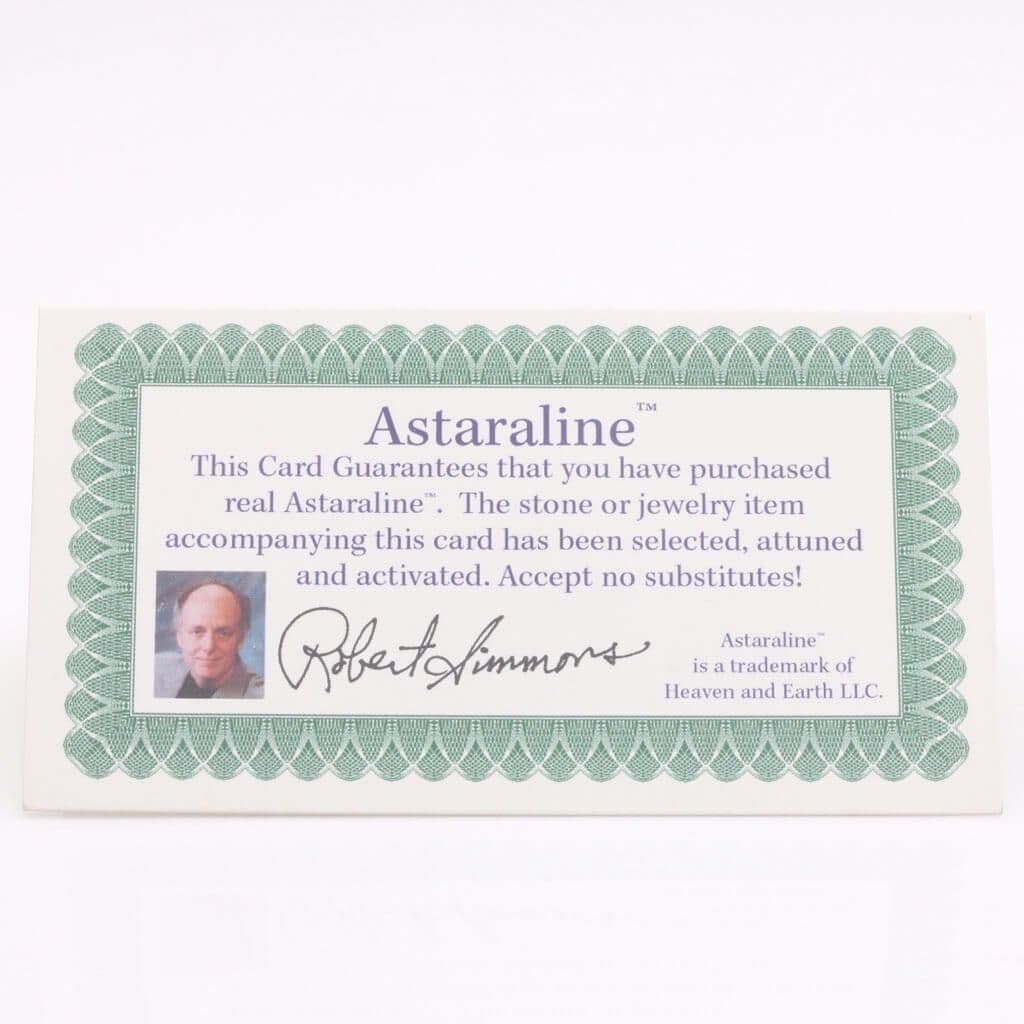 Astaraline™
This Card Guarantees that you have purchased
real Astaraline™. The stone or jewelry item
accompanying this card has been selected, attuned
and activated. Accept no substitutes!
Robert Simmons
Astaraline™
is a trademark of
Heaven and Earth LLC.